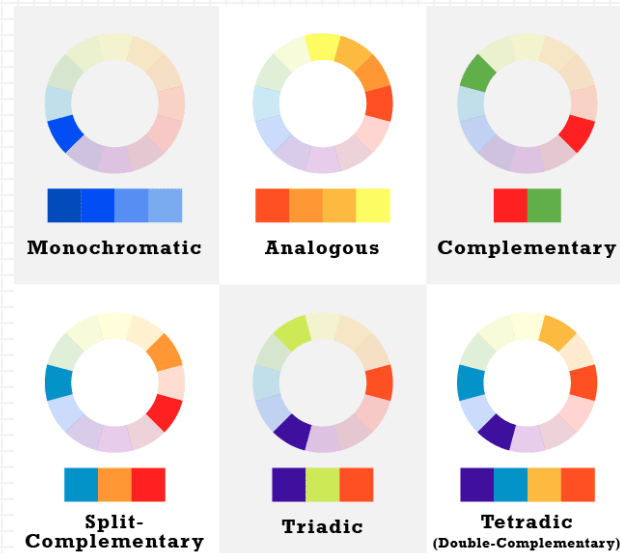 Monochromatic
Analogous
Complementary
Split-
Complementary
Triadic
Tetradic
(Double-Complementary)